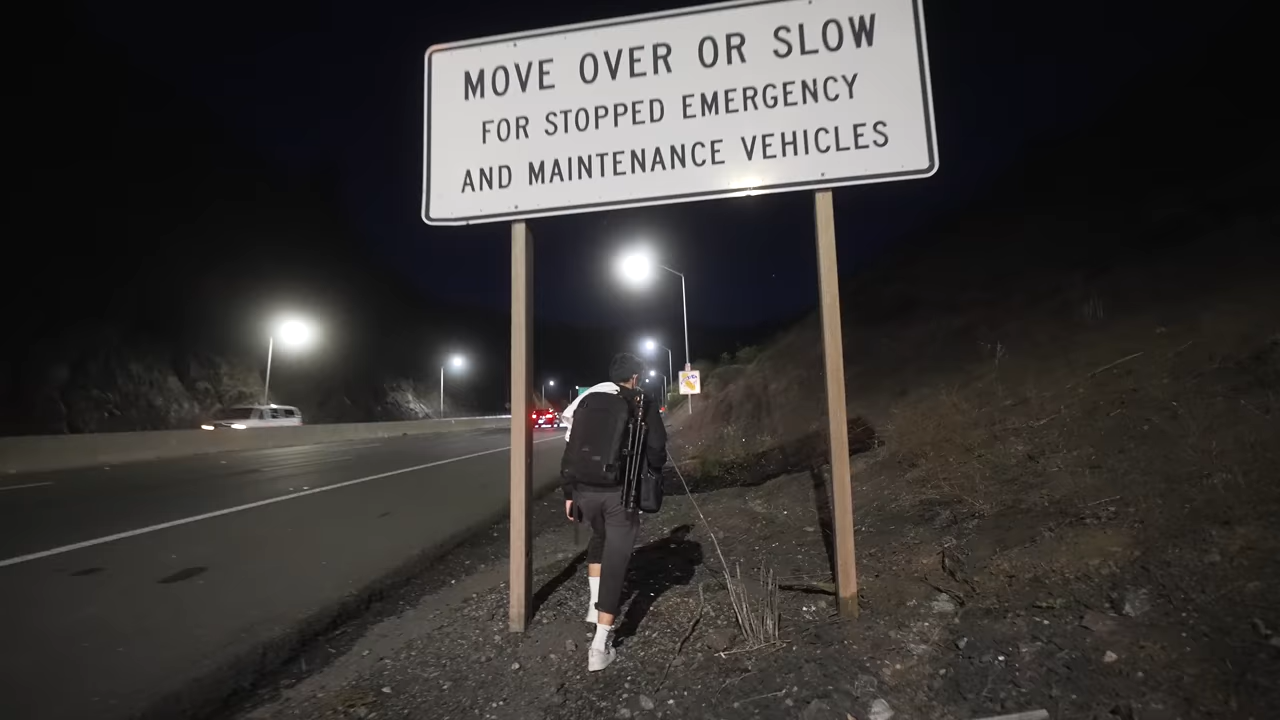 MOVE OVER OR SLOW
FOR STOPPED EMERGENCY
AND MAINTENANCE VEHICLES